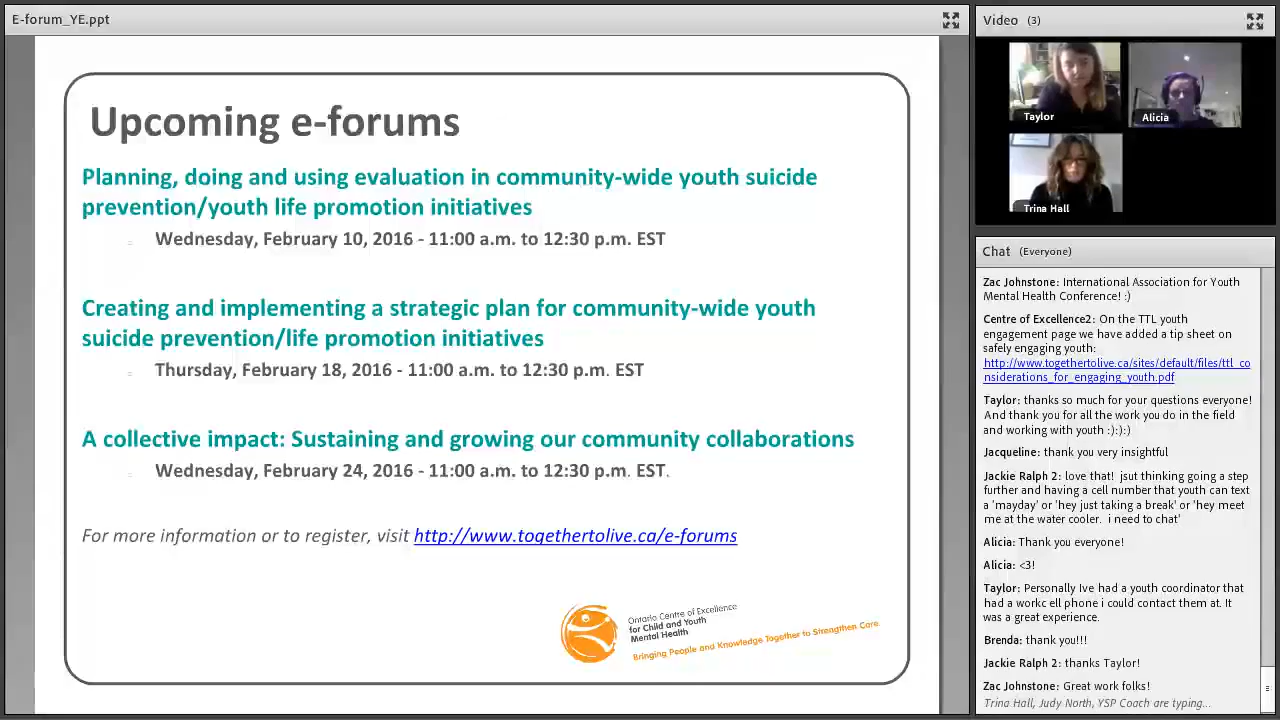 E-forum_YE.ppt
Upcoming e-forums
Planning, doing and using evaluation in community-wide youth suicide
prevention/youth life promotion initiatives
Wednesday, February 10, 2016 - 11:00 a.m. to 12:30 p.m. EST
Creating and implementing a strategic plan for community-wide youth
suicide prevention/life promotion initiatives
Thursday, February 18, 2016 - 11:00 a.m. to 12:30 p.m. EST
A collective impact: Sustaining and growing our community collaborations
Wednesday, February 24, 2016 - 11:00 a.m. to 12:30 p.m. EST.
For more information or to register, visit http://www.togethertolive.ca/e-forums
Ontario Centre of Excellence
for Child and Youth
Mental Health
Bringing People and Knowledge Together to Strengthen Care.
Video (3)
Taylor
Alicia
Trina Hall
Chat (Everyone)
Zac Johnstone: International Association for Youth
Mental Health Conference! :)
Centre of Excellence2: On the TTL youth
engagement page we have added a tip sheet on
safely engaging youth:
http://www.togethertolive.ca/sites/default/files/ttl_co
nsiderations_for_engaging_youth.pdf
Taylor: thanks so much for your questions everyone!
And thank you for all the work you do in the field
and working with youth :):):)
Jacqueline: thank you very insightful
Jackie Ralph 2: love that! jsut thinking going a step
further and having a cell number that youth can text
a 'mayday' or 'hey just taking a break' or 'hey meet
me at the water cooler. i need to chat'
Alicia: Thank you everyone!
Alicia: <3!
Taylor: Personally Ive had a youth coordinator that
had a workc ell phone i could contact them at. It
was a great experience.
Brenda: thank you!!!
Jackie Ralph 2: thanks Taylor!
Zac Johnstone: Great work folks!
Trina Hall, Judy North, YSP Coach are typing...